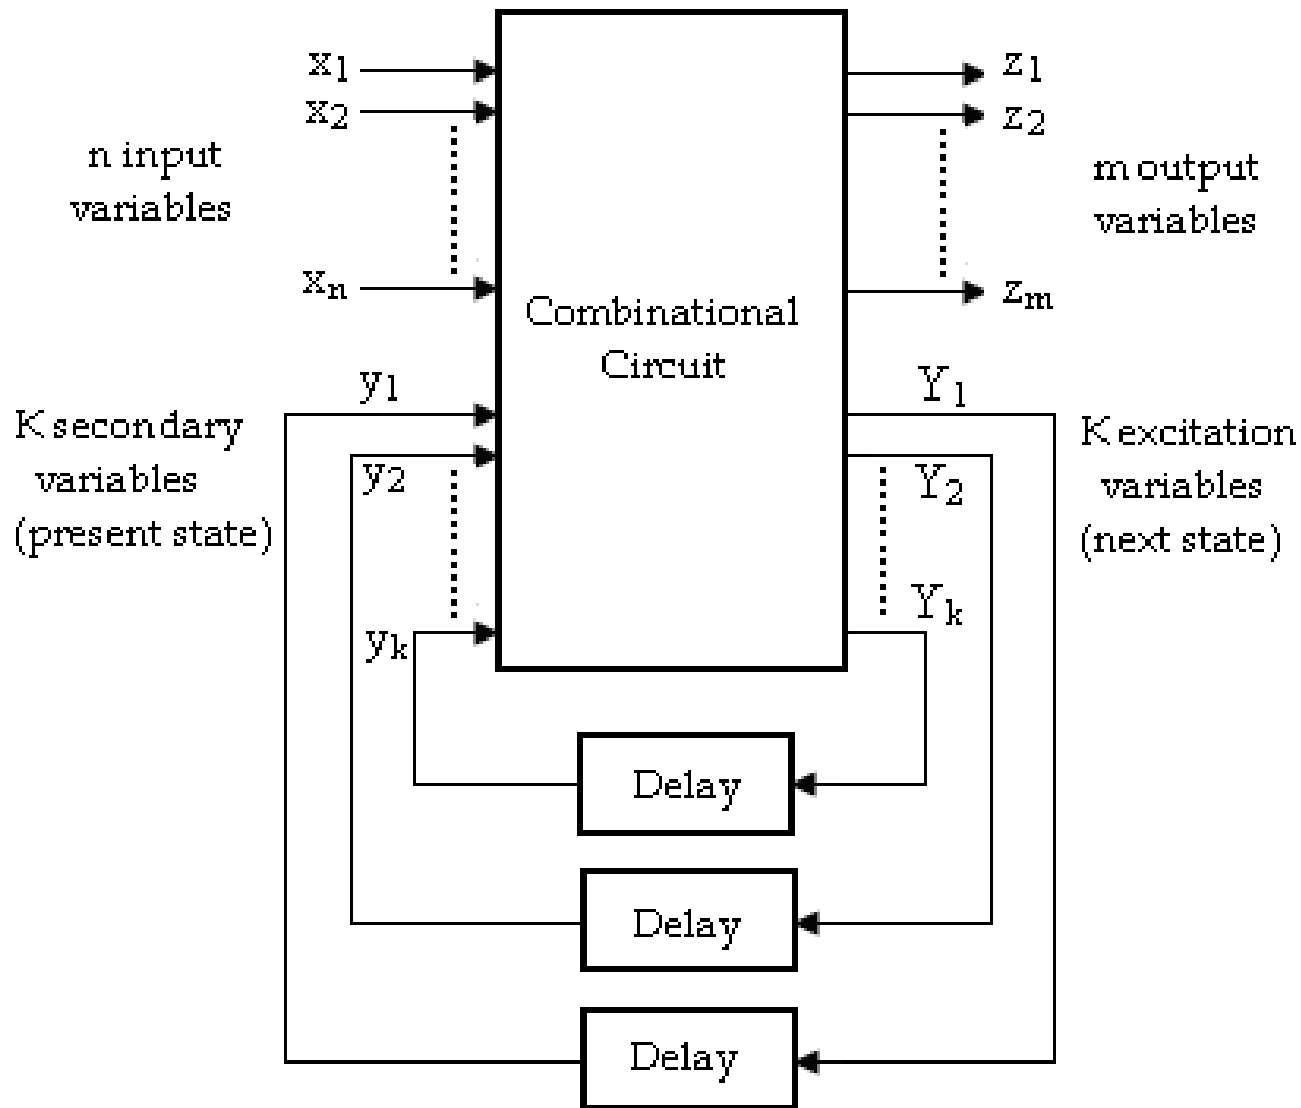 x1
x2
n input
variables
xn
z1
z2
m output
variables
zm
Combinational
Circuit
y1
K secondary
variables
(present state)
y2
yk
Y1
K excitation
variables
(next state)
Y2
Yk
Delay
Delay
Delay